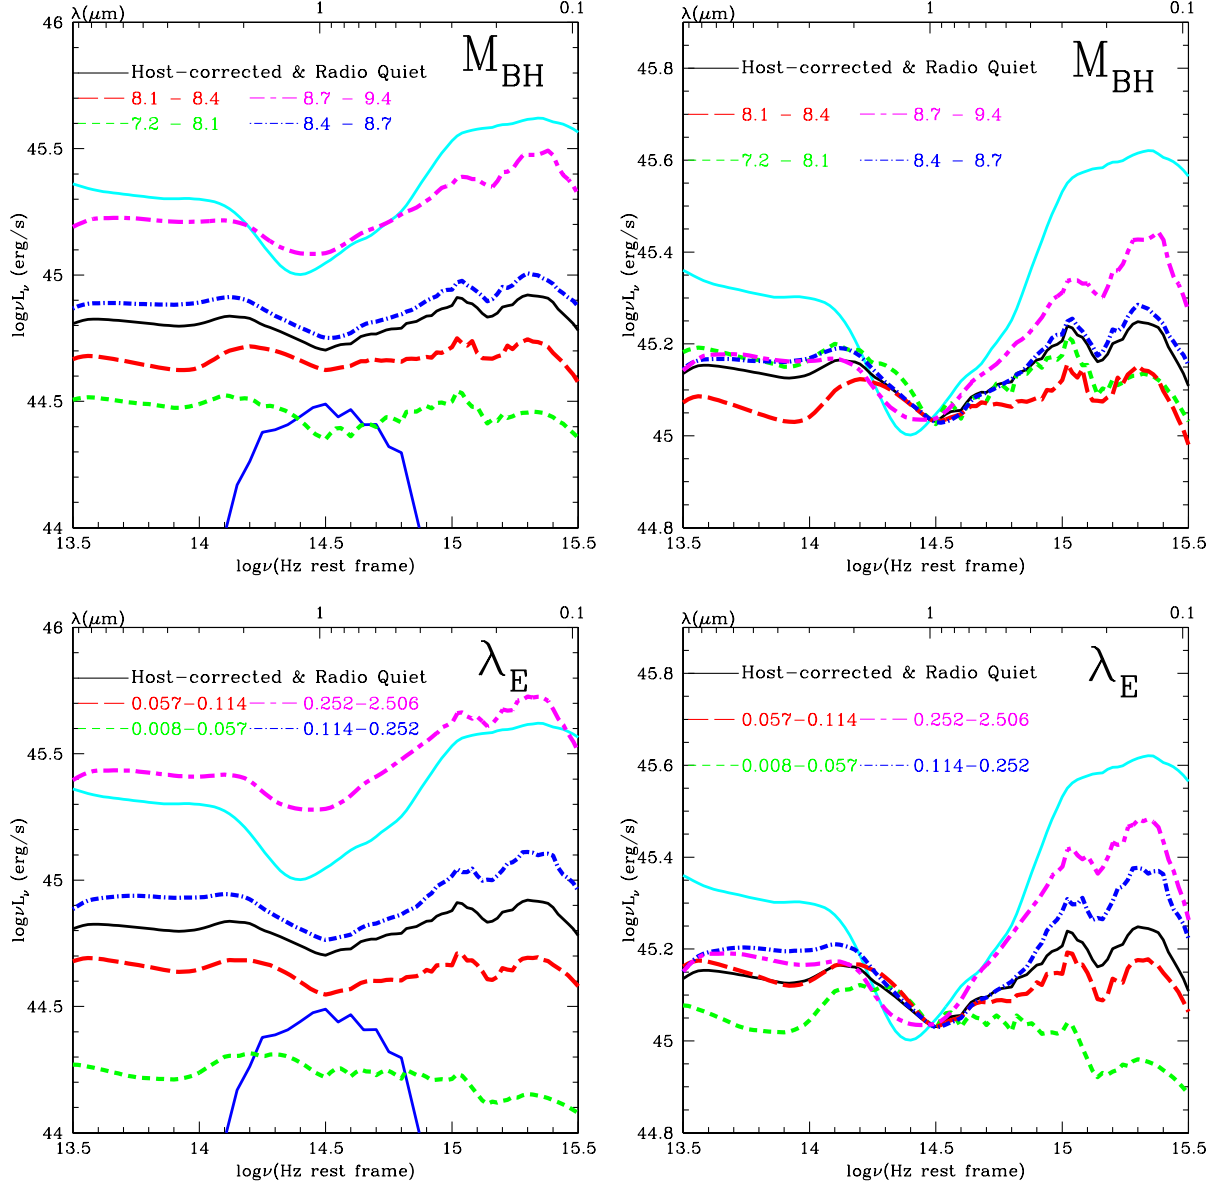 λ(μm) 1 0.1
46
45.5
45
44.5
44
M_BH
Host-corrected & Radio Quiet
8.1 - 8.4 8.7 - 9.4
7.2 - 8.1 8.4 - 8.7
logνL_ν (erg/s)
13.5 14 14.5 15 15.5
logν(Hz rest frame)
λ(μm) 1 0.1
45.8
45.6
45.4
45.2
45
44.8
M_BH
Host-corrected & Radio Quiet
8.1 - 8.4 8.7 - 9.4
7.2 - 8.1 8.4 - 8.7
logνL_ν (erg/s)
13.5 14 14.5 15 15.5
logν(Hz rest frame)
λ(μm) 1 0.1
46
45.5
45
44.5
44
λ_E
Host-corrected & Radio Quiet
0.057-0.114 0.252-2.506
0.008-0.057 0.114-0.252
logνL_ν (erg/s)
13.5 14 14.5 15 15.5
logν(Hz rest frame)
λ(μm) 1 0.1
45.8
45.6
45.4
45.2
45
44.8
λ_E
Host-corrected & Radio Quiet
0.057-0.114 0.252-2.506
0.008-0.057 0.114-0.252
logνL_ν (erg/s)
13.5 14 14.5 15 15.5
logν(Hz rest frame)